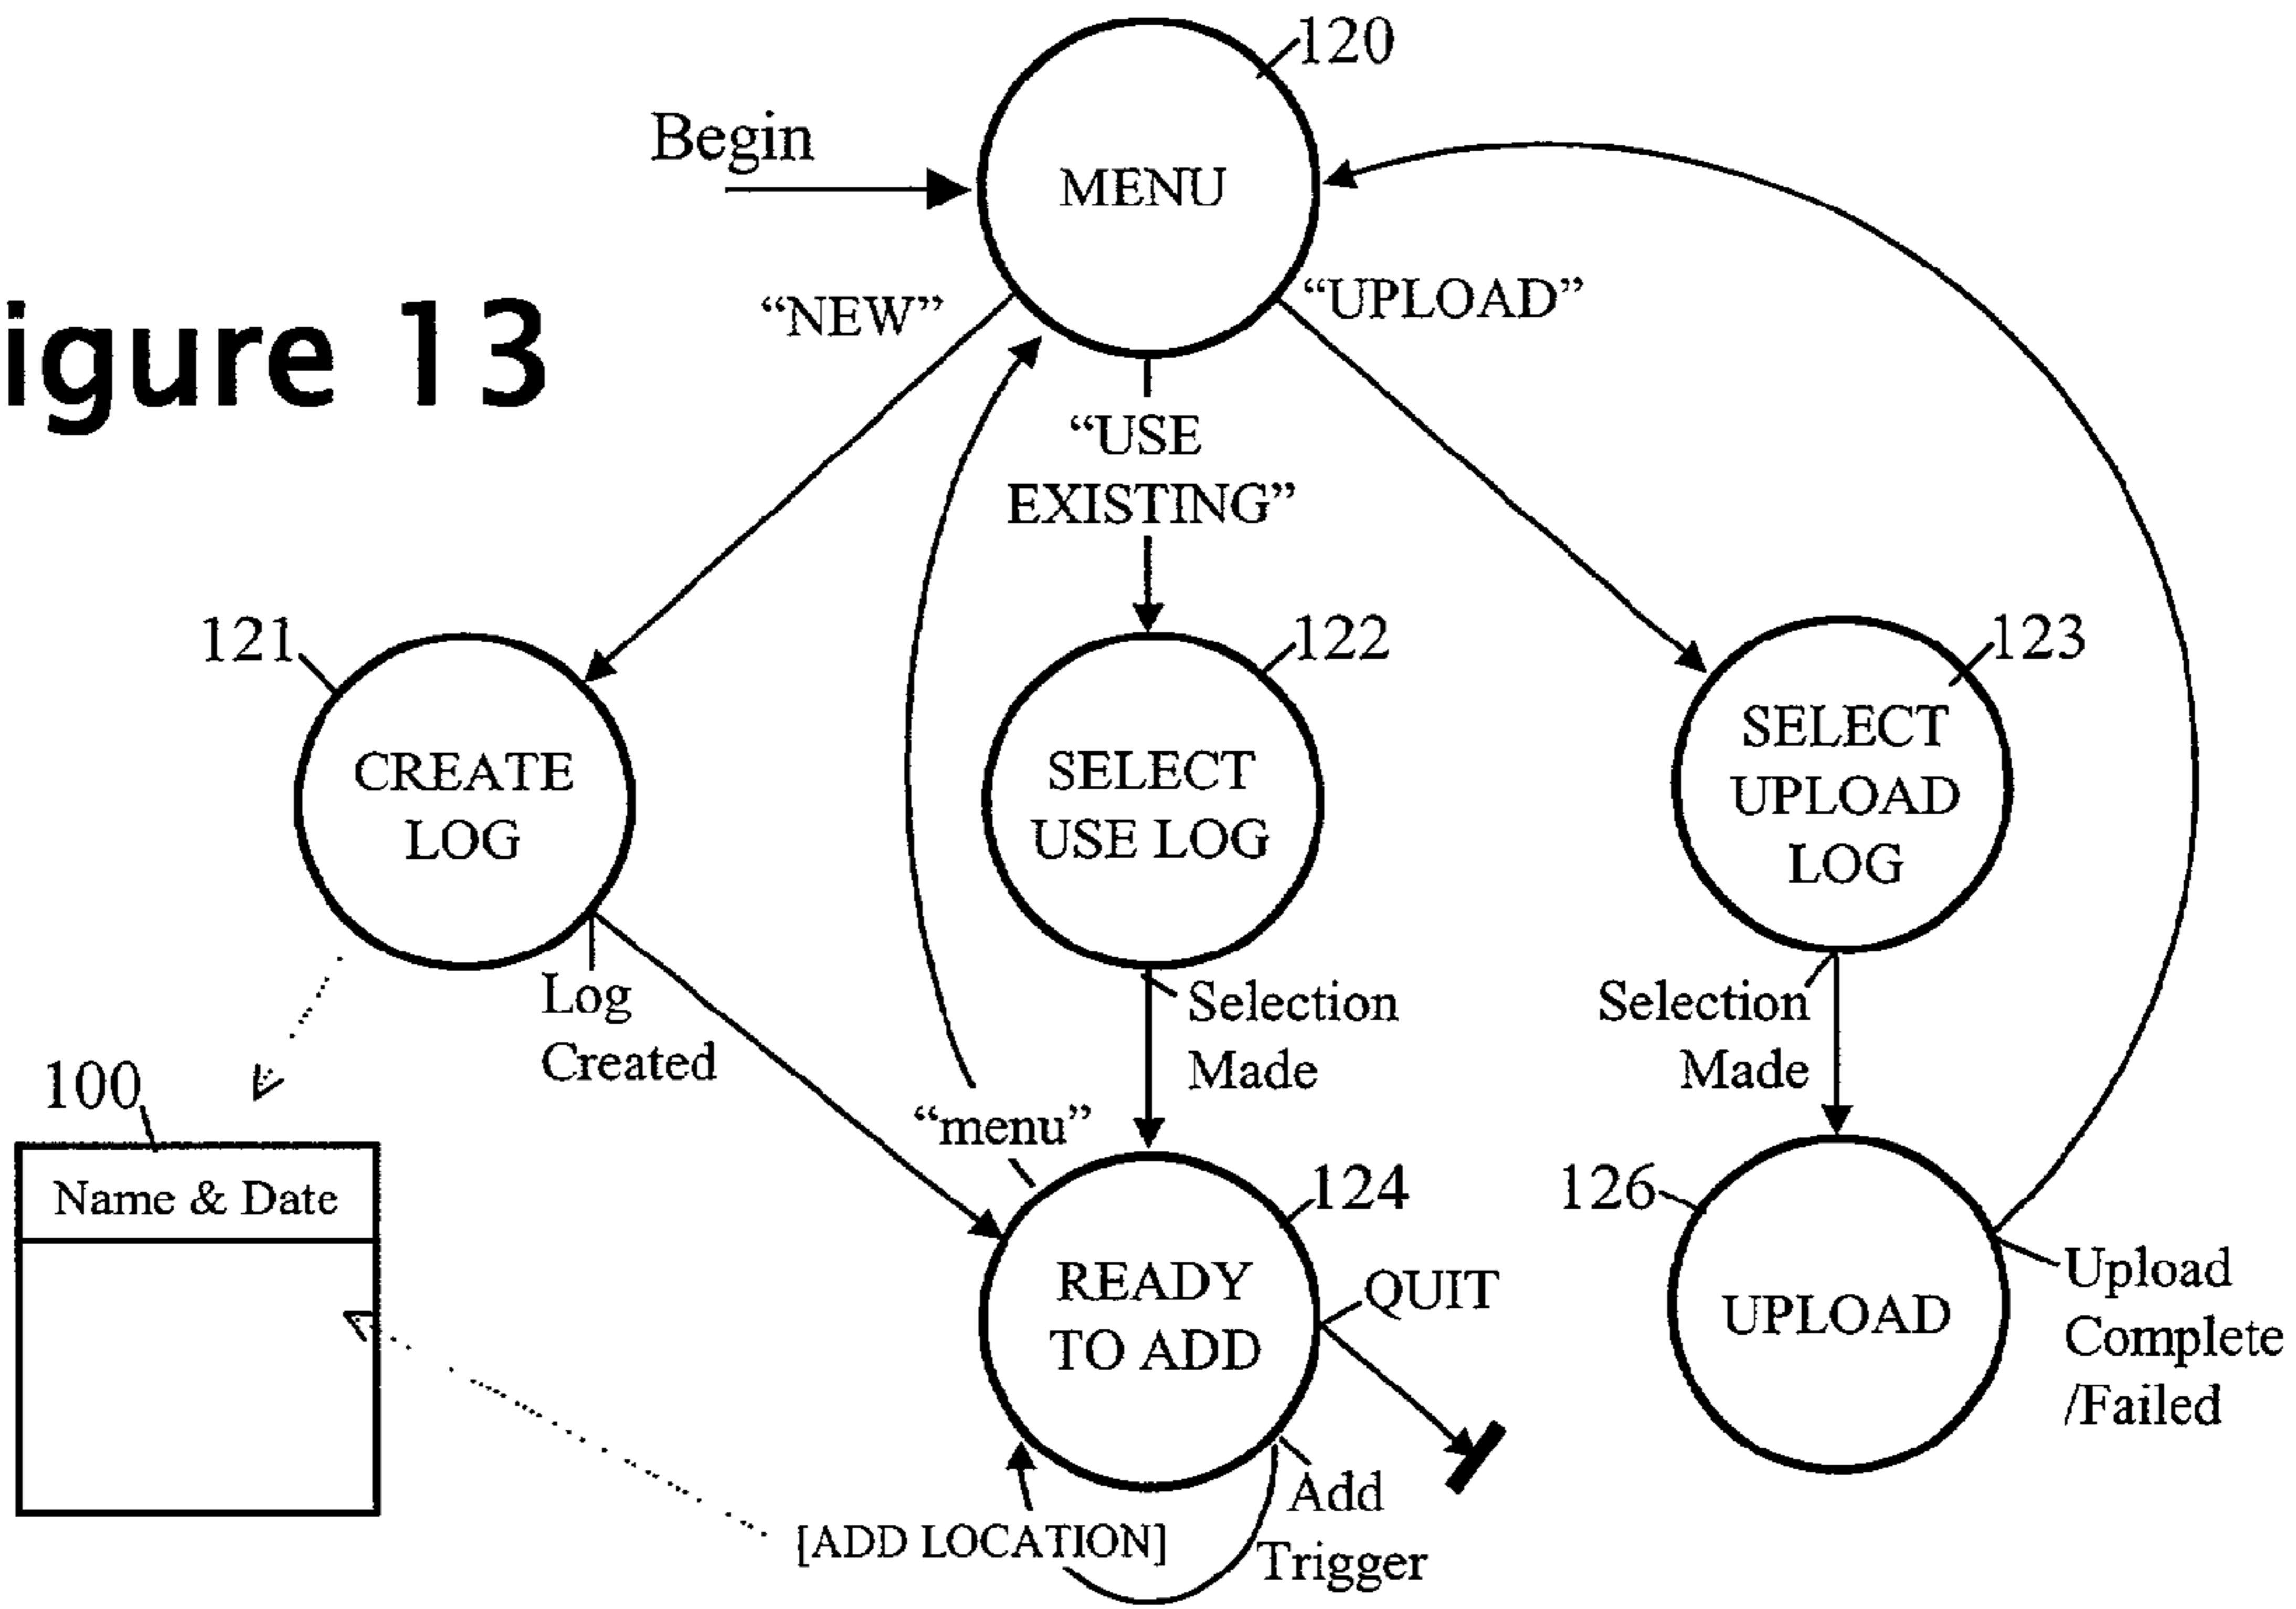 120
Begin
MENU
“NEW”
“UPLOAD”
igure 13
“USE
EXISTING”
121
122
123
CREATE
LOG
SELECT
USE LOG
SELECT
UPLOAD
LOG
Log
Created
Selection
Made
Selection
Made
100
“menu”
Name & Date
124
126
READY
TO ADD
QUIT
UPLOAD
Upload
Complete
/Failed
Add
Trigger
[ADD LOCATION]